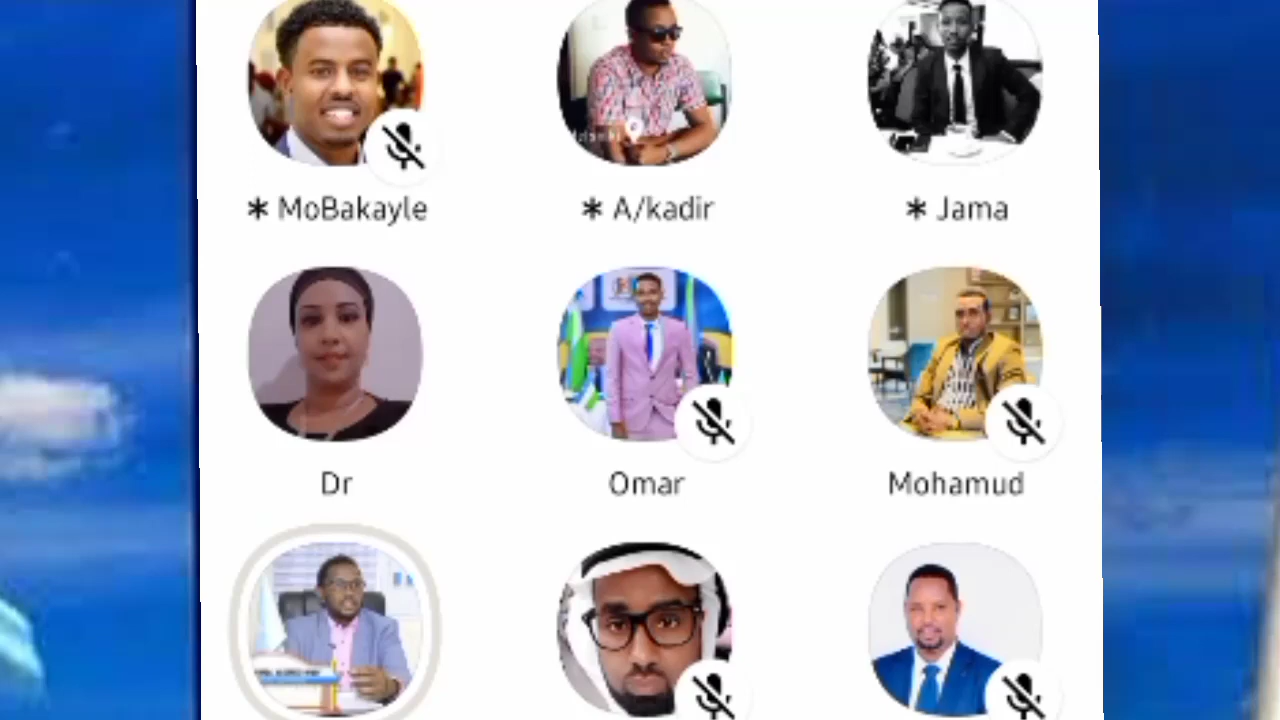 ✱ MoBakayle
✱ A/kadir
✱ Jama
Dr
Omar
Mohamud